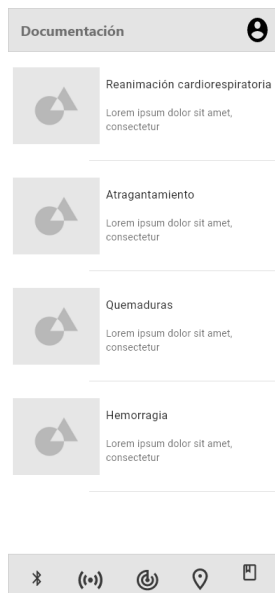 Documentación
Reanimación cardiorespiratoria
Lorem ipsum dolor sit amet,
consectetur
Atragantamiento
Lorem ipsum dolor sit amet,
consectetur
Quemaduras
Lorem ipsum dolor sit amet,
consectetur
Hemorragia
Lorem ipsum dolor sit amet,
consectetur